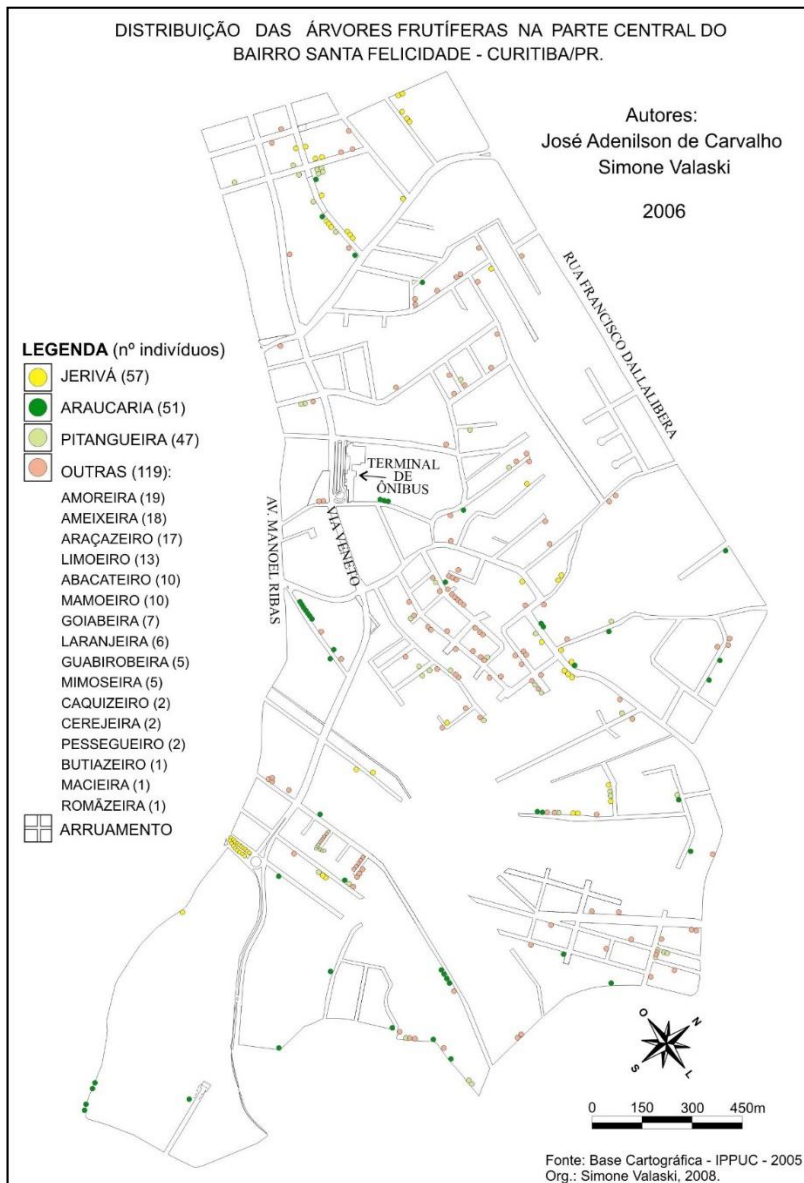 DISTRIBUIÇÃO DAS ÁRVORES FRUTÍFERAS NA PARTE CENTRAL DO
BAIRRO SANTA FELICIDADE - CURITIBA/PR.
Autores:
José Adenilson de Carvalho
Simone Valaski
2006
RUA FRANCISCO DALLALIBERA
LEGENDA (nº indivíduos)
JERIVÁ (57)
ARAUCARIA (51)
PITANGUEIRA (47)
OUTRAS (119):
AMOREIRA (19)
AMEIXEIRA (18)
ARAÇAZEIRO (17)
LIMOEIRO (13)
ABACATEIRO (10)
MAMOEIRO (10)
GOIABEIRA (7)
LARANJEIRA (6)
GUABIROBEIRA (5)
MIMOSEIRA (5)
CAQUIZEIRO (2)
CEREJEIRA (2)
PESSEGUEIRO (2)
BUTIAZEIRO (1)
MACIEIRA (1)
ROMÃZEIRA (1)
ARRUAMENTO
TERMINAL
DE
ÔNIBUS
AV. MANOEL RIBAS
VIA VENETO
O
N
S
L
0 150 300 450m
Fonte: Base Cartográfica - IPPUC - 2005
Org.: Simone Valaski, 2008.